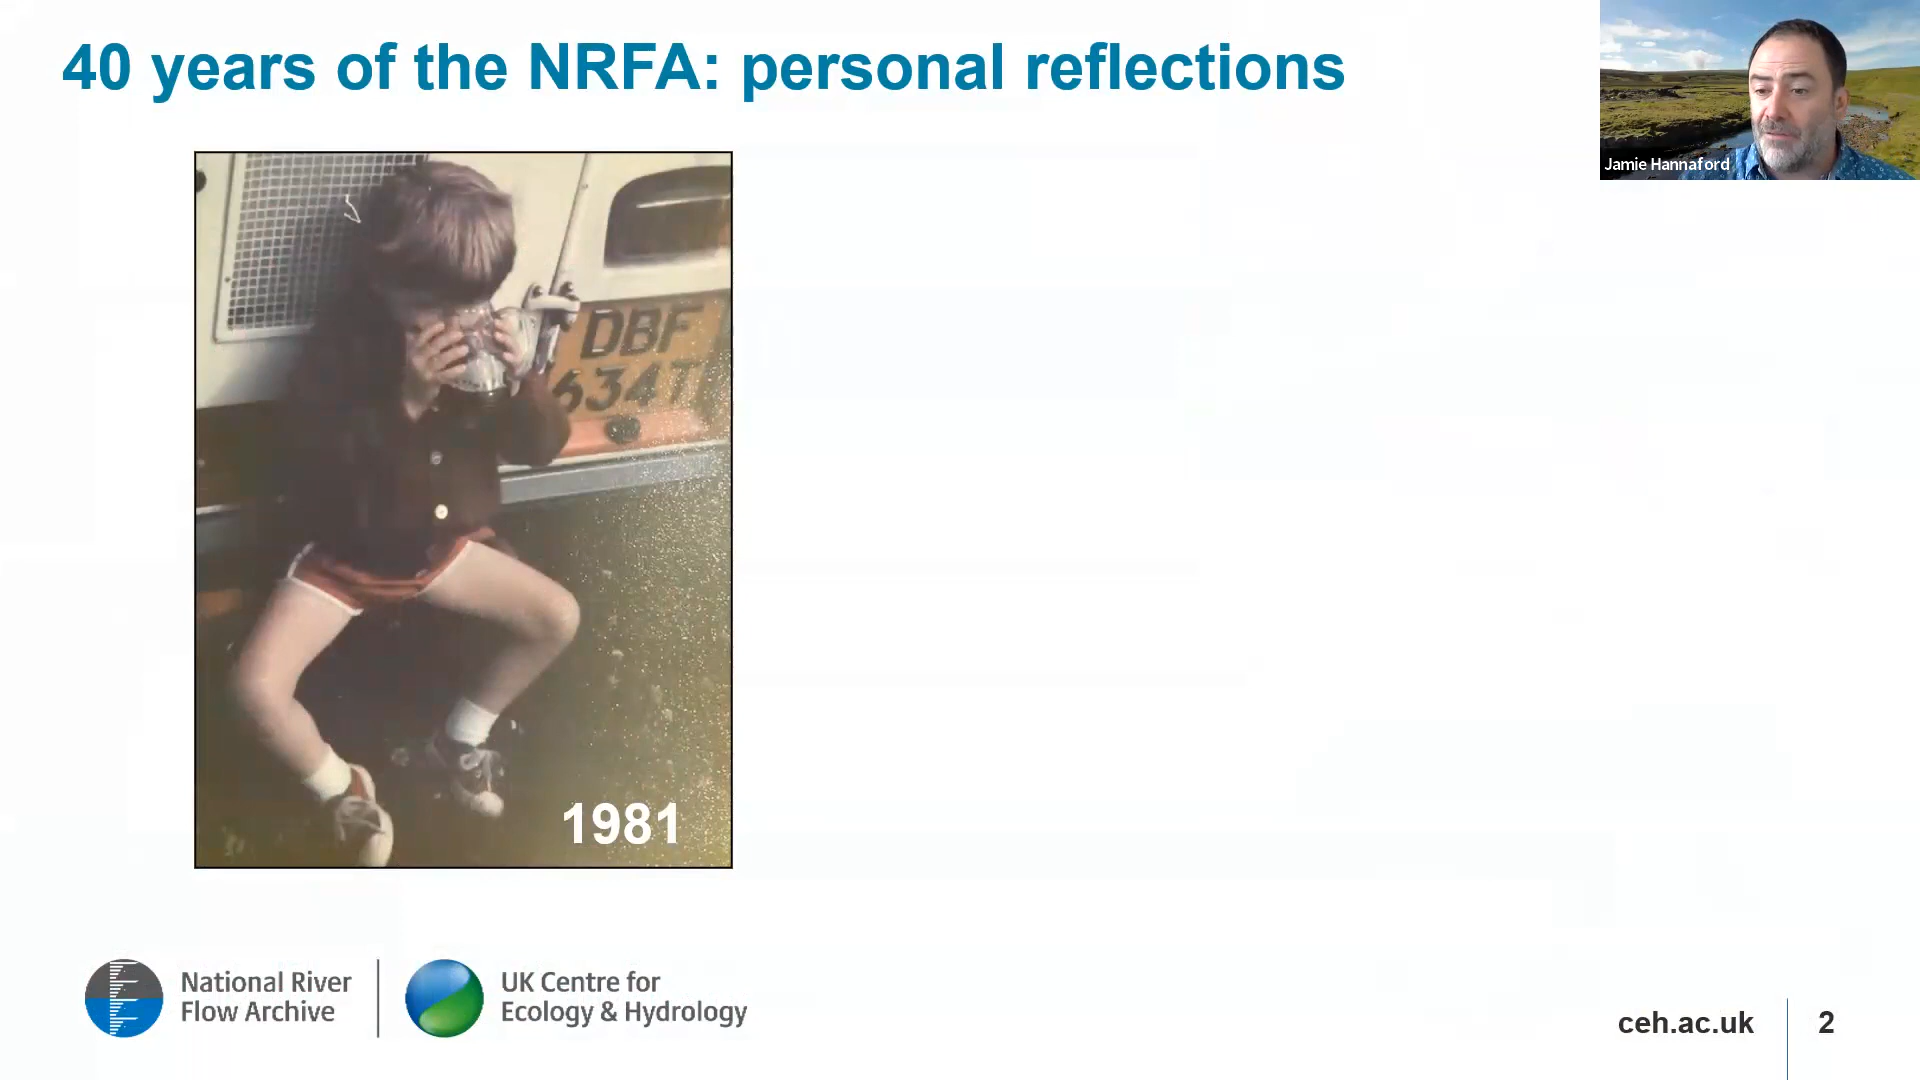 40 years of the NRFA: personal reflections
Jamie Hannaford
DBF
634T
1981
National River
Flow Archive
UK Centre for
Ecology & Hydrology
ceh.ac.uk
2